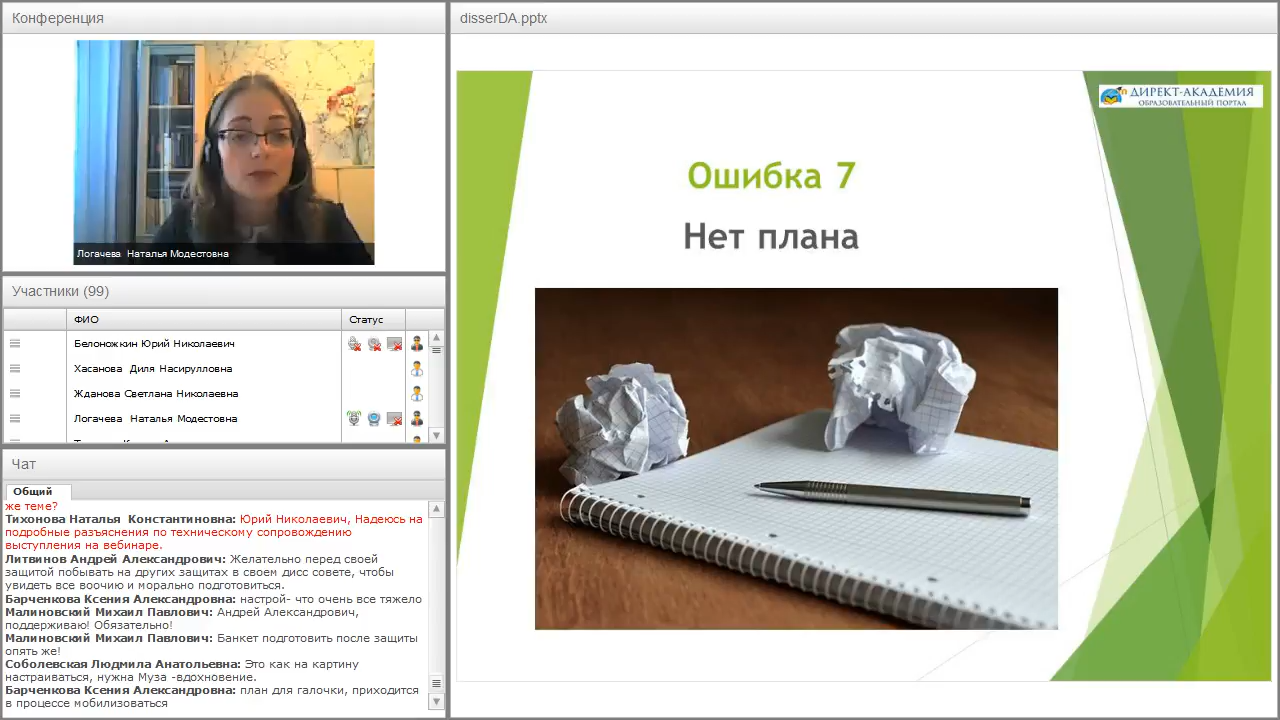 Конференция
Логачева Наталья Модестовна
Участники (99)
ФИО
Статус
Белоножкин Юрий Николаевич
Хасанова Диля Насирулловна
Жданова Светлана Николаевна
Логачева Наталья Модестовна
Чат
Общий
же теме?
Тихонова Наталья Константиновна: Юрий Николаевич, Надеюсь на
подробные разъяснения по техническому сопровождению
выступления на вебинаре.
Литвинов Андрей Александрович: Желательно перед своей
защитой побывать на других защитах в своем дисс совете, чтобы
увидеть все воочию и морально подготовиться.
Барченкова Ксения Александровна: настрой- что очень все тяжело
Малиновский Михаил Павлович: Андрей Александрович,
поддерживаю! Обязательно!
Малиновский Михаил Павлович: Банкет подготовить после защиты
опять же!
Соболевская Людмила Анатольевна: Это как на картину
настраиваться, нужна Муза -вдохновение.
Барченкова Ксения Александровна: план для галочки, приходится
в процессе мобилизоваться
disserDA.pptx
ДИРЕКТ-АКАДЕМИЯ
ОБРАЗОВАТЕЛЬНЫЙ ПОРТАЛ
Ошибка 7
Нет плана